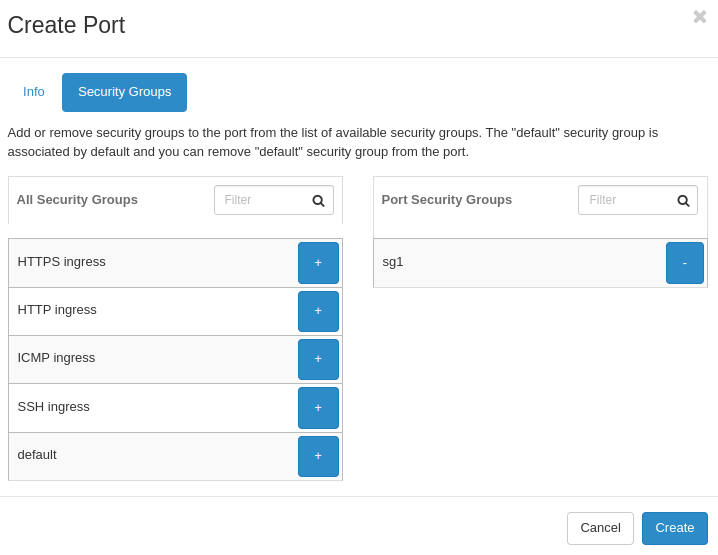 Create Port
Info
Security Groups
Add or remove security groups to the port from the list of available security groups. The "default" security group is
associated by default and you can remove "default" security group from the port.
All Security Groups
Filter
HTTPS ingress
+
HTTP ingress
+
ICMP ingress
+
SSH ingress
+
default
+
Port Security Groups
Filter
sg1
-
Cancel
Create